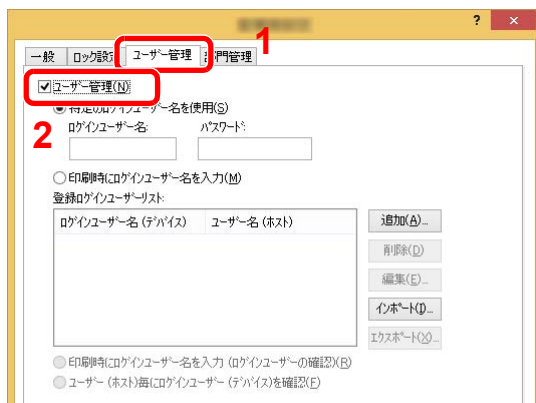 ?
×
1
一般 ロック設定 ユーザー管理 部門管理
ユーザー管理(N)
2
特定のログインユーザー名を使用(S)
ログインユーザー名: パスワード:
印刷時にログインユーザー名を入力(M)
登録ログインユーザーリスト:
ログインユーザー名 (デバイス) ユーザー名 (ホスト)
追加(A)...
削除(D)
編集(E)...
インポート(I)...
エクスポート(X)...
印刷時にログインユーザー名を入力 (ログインユーザーの確認)(R)
ユーザー (ホスト)毎にログインユーザー (デバイス)を確認(F)